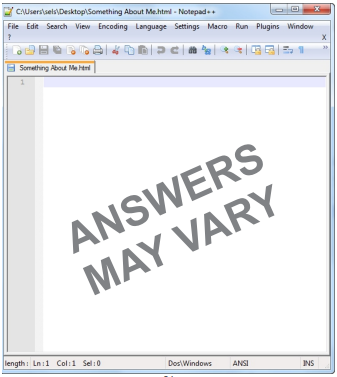 C:\Users\sels\Desktop\Something About Me.html - Notepad++
File Edit Search View Encoding Language Settings Macro Run Plugins Window
? X
Something About Me.html
1
ANSWERS
MAY VARY
length: Ln:1 Col:1 Sel:0 Dos\Windows ANSI INS